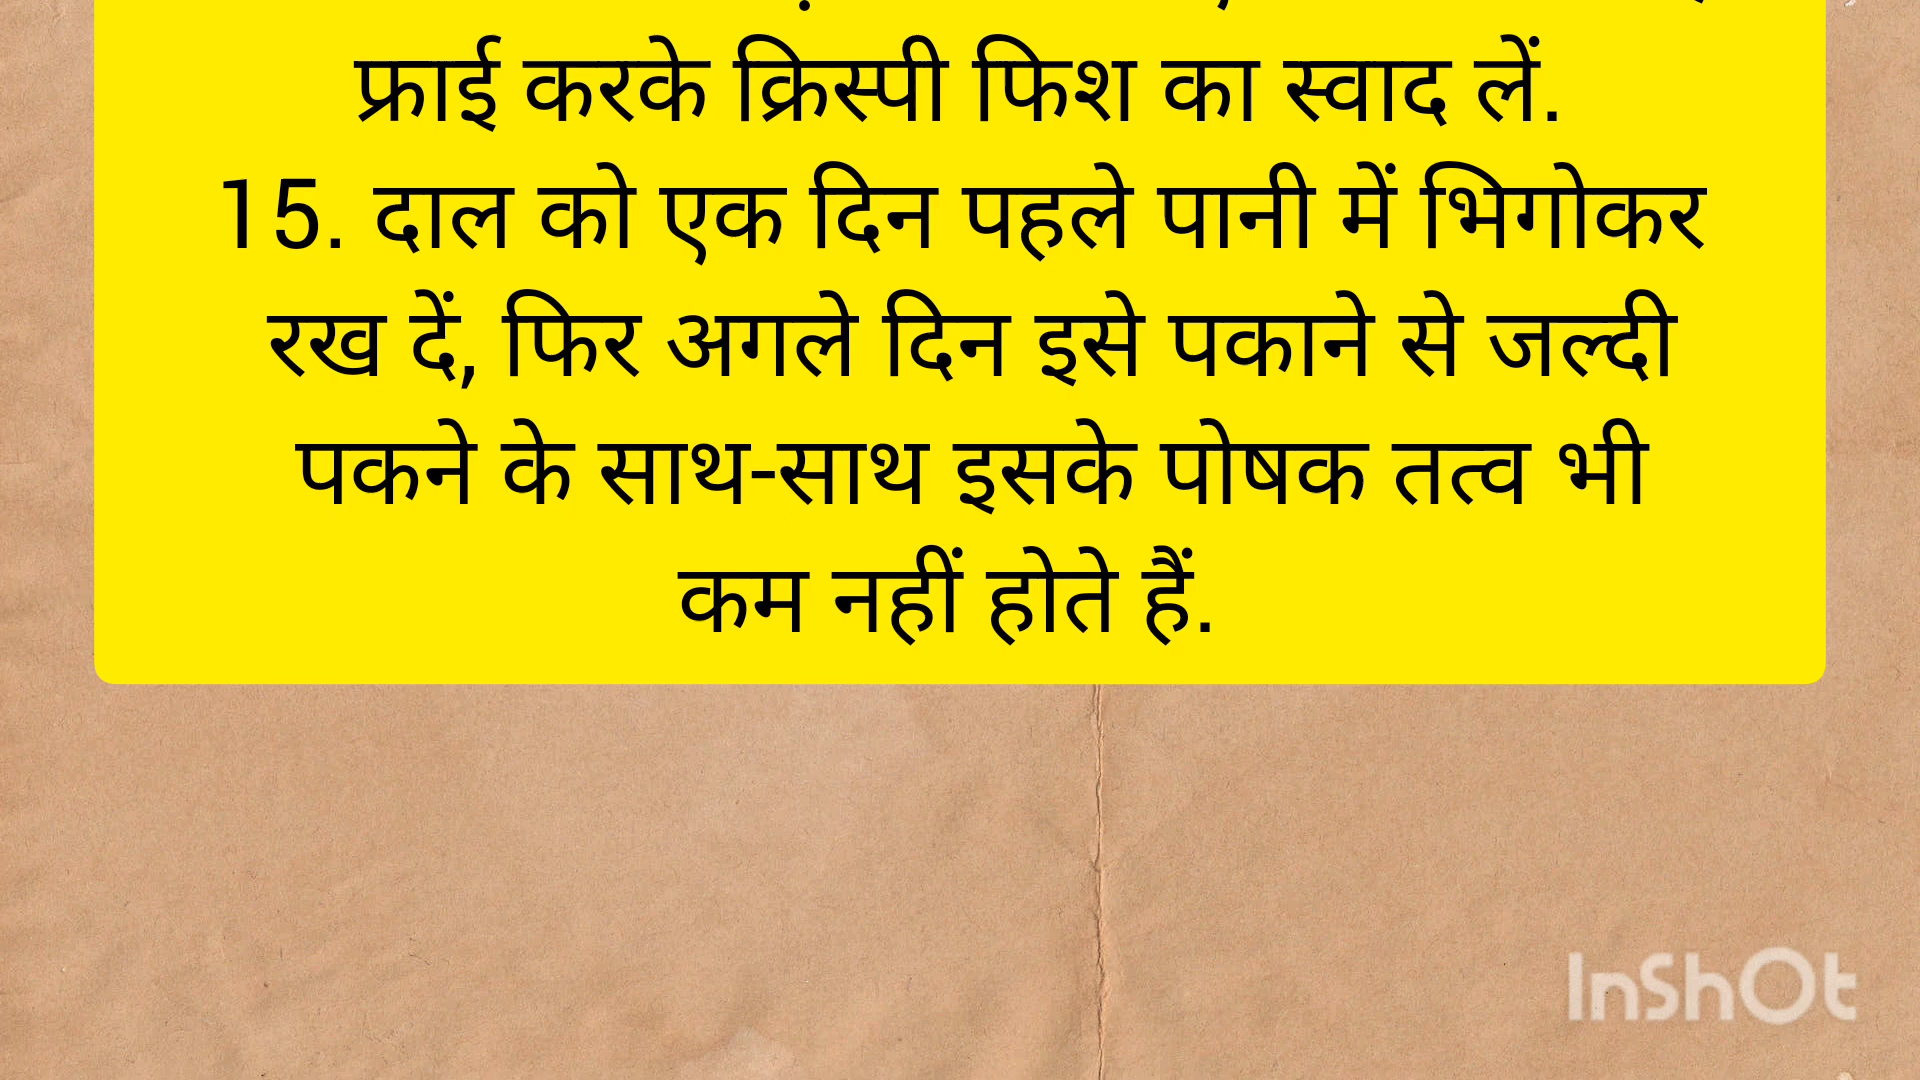 फ्राई करके क्रिस्पी फिश का स्वाद लें.
15. दाल को एक दिन पहले पानी में भिगोकर
रख दें, फिर अगले दिन इसे पकाने से जल्दी
पकने के साथ-साथ इसके पोषक तत्व भी
कम नहीं होते हैं.
InShOt